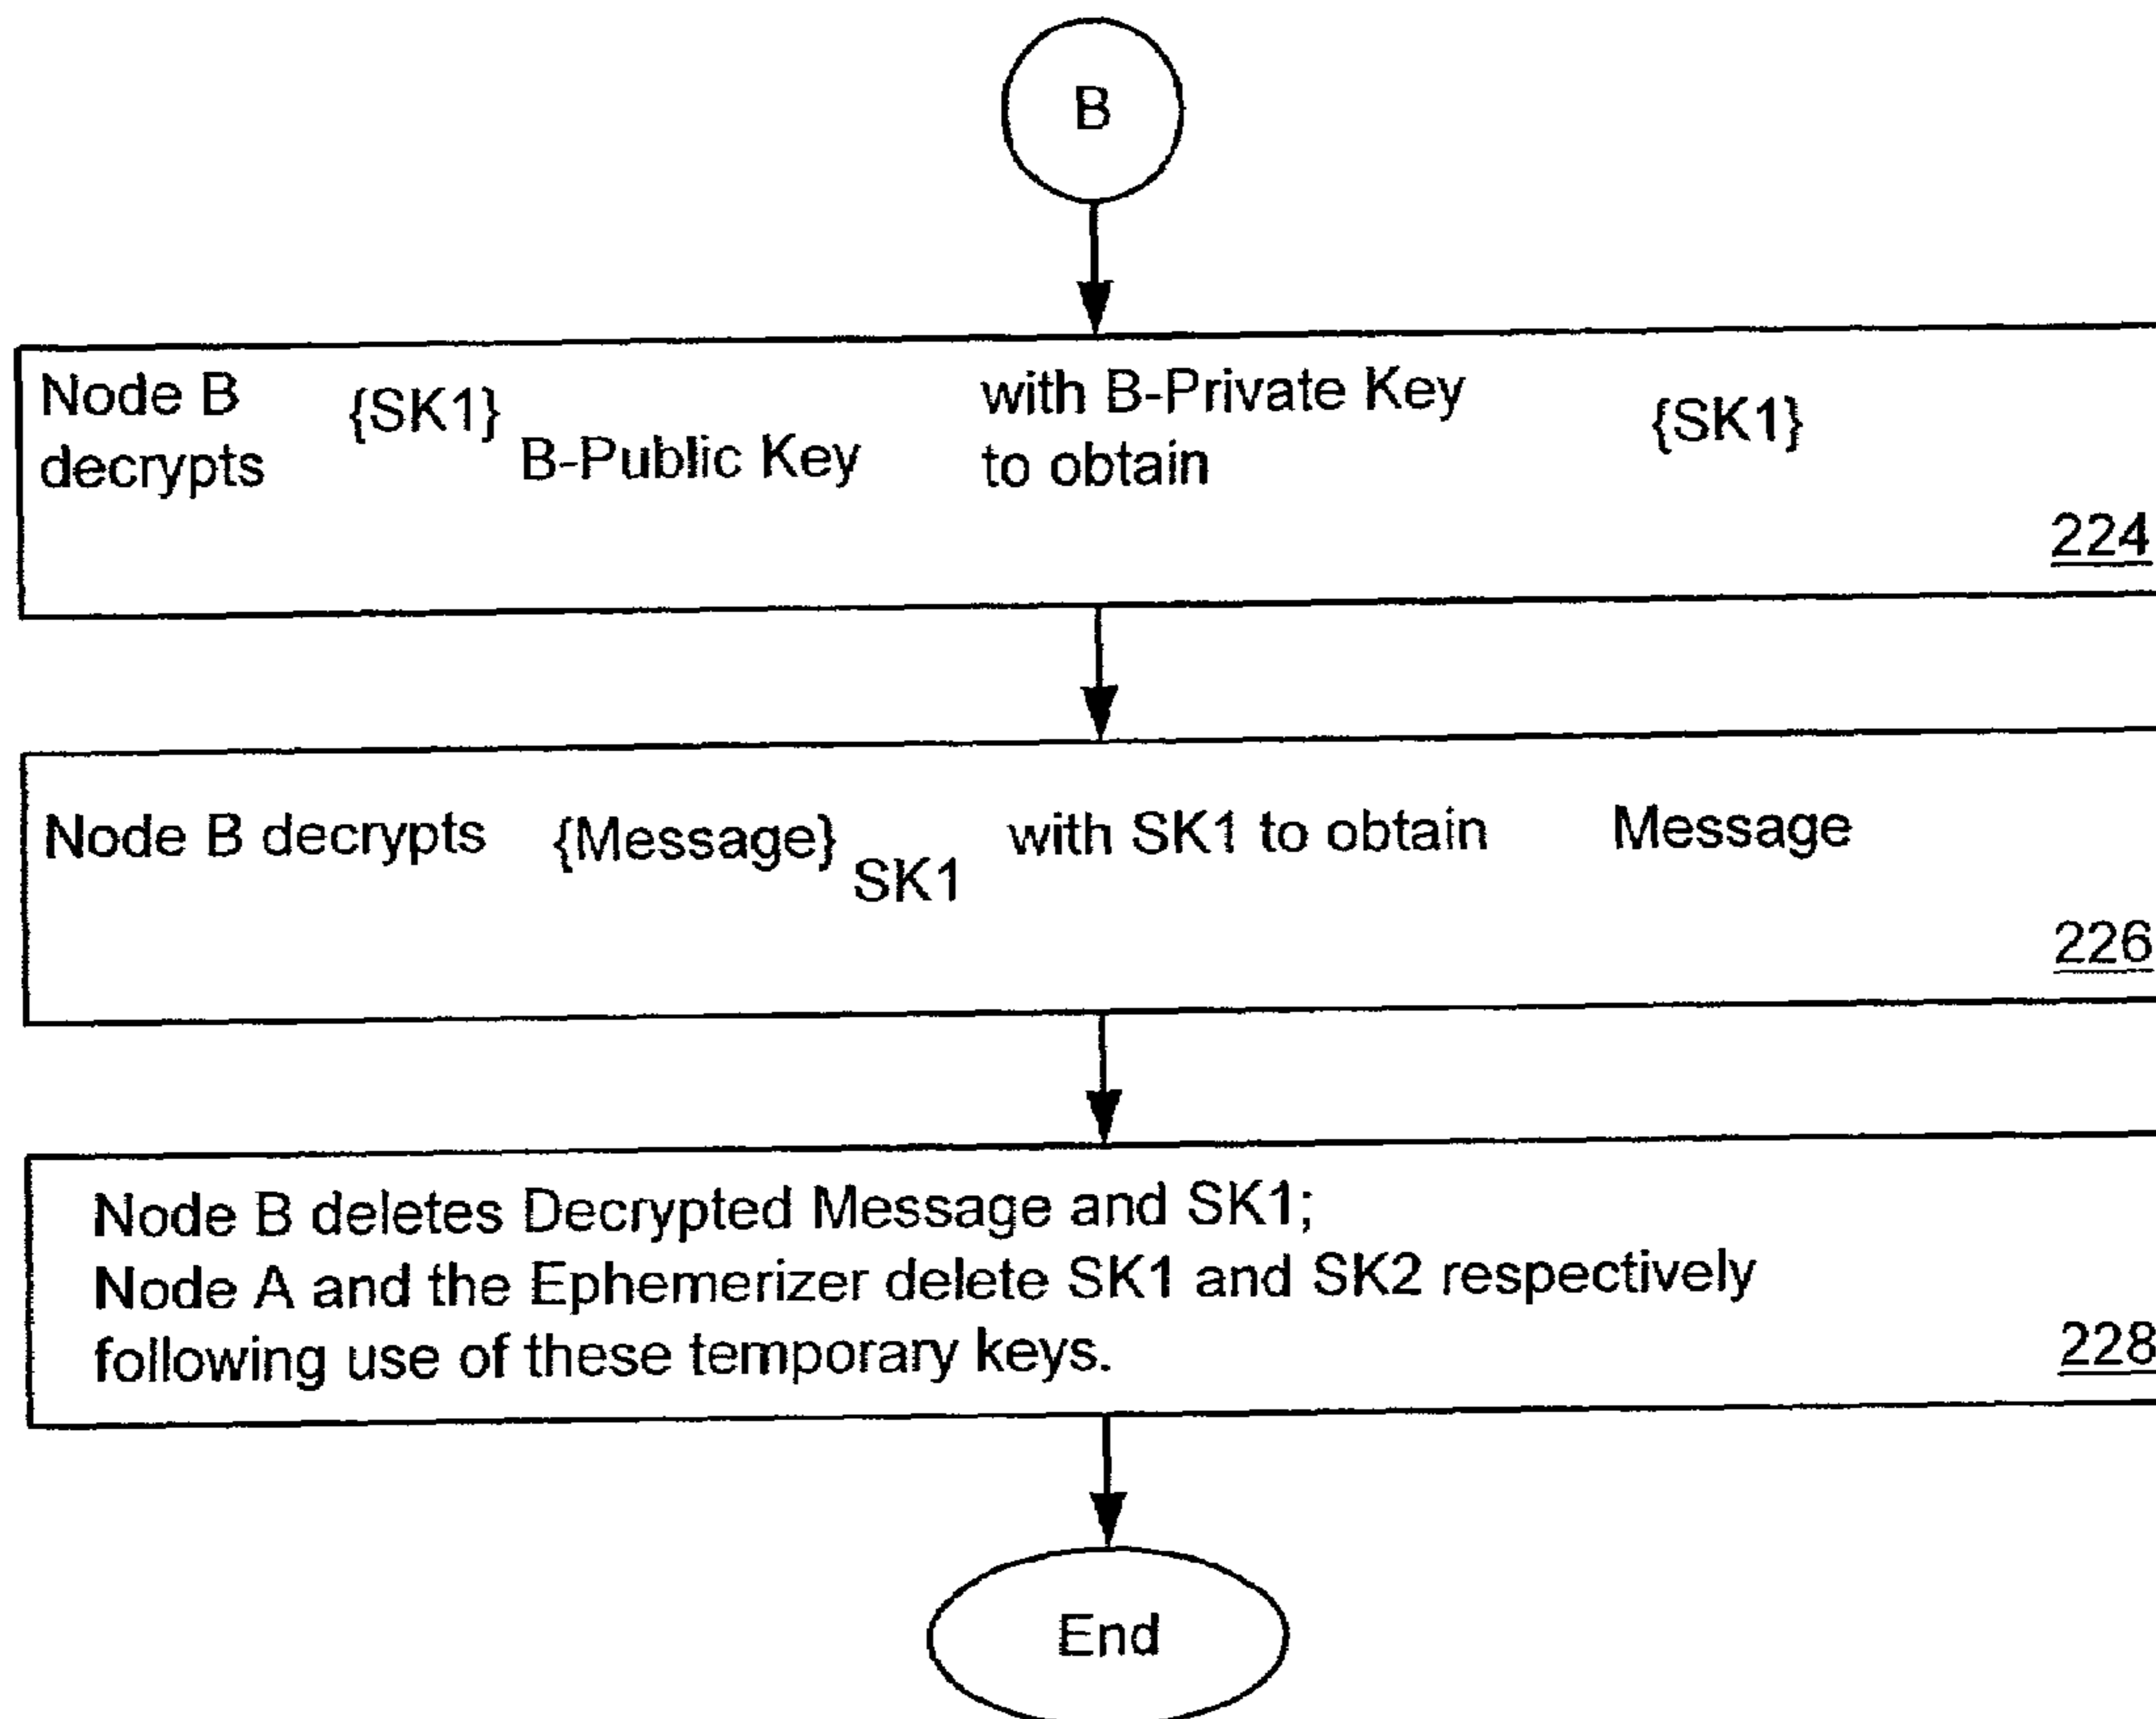 B
Node B
decrypts
{SK1}
B-Public Key
with B-Private Key
to obtain
{SK1}
224
Node B decrypts {Message} SK1 with SK1 to obtain Message
226
Node B deletes Decrypted Message and SK1;
Node A and the Ephemerizer delete SK1 and SK2 respectively
following use of these temporary keys.
228
End